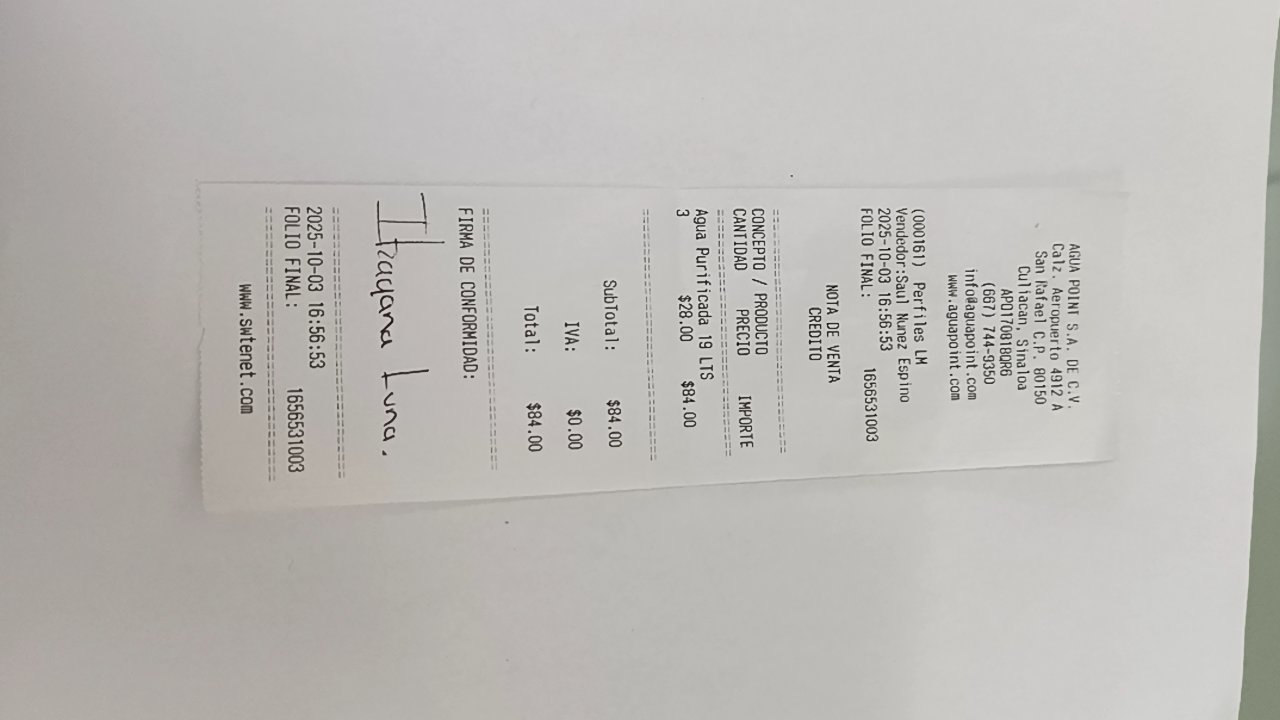 AGUA POINT S.A. DE C.V.
Calz. Aeropuerto 4912 A
San Rafael C.P. 80150
Culiacan, Sinaloa
APO170818QR6
(667) 744-9350
info@aguapoint.com
www.aguapoint.com
(000161) Perfiles LM
Vendedor:Saul Nunez Espino
2025-10-03 16:56:53
FOLIO FINAL: 1656531003
NOTA DE VENTA
CREDITO
CONCEPTO / PRODUCTO
CANTIDAD PRECIO IMPORTE
Agua Purificada 19 LTS
3 $28.00 $84.00
SubTotal: $84.00
IVA: $0.00
Total: $84.00
FIRMA DE CONFORMIDAD:
Luna.
2025-10-03 16:56:53
FOLIO FINAL: 1656531003
www.swtenet.com